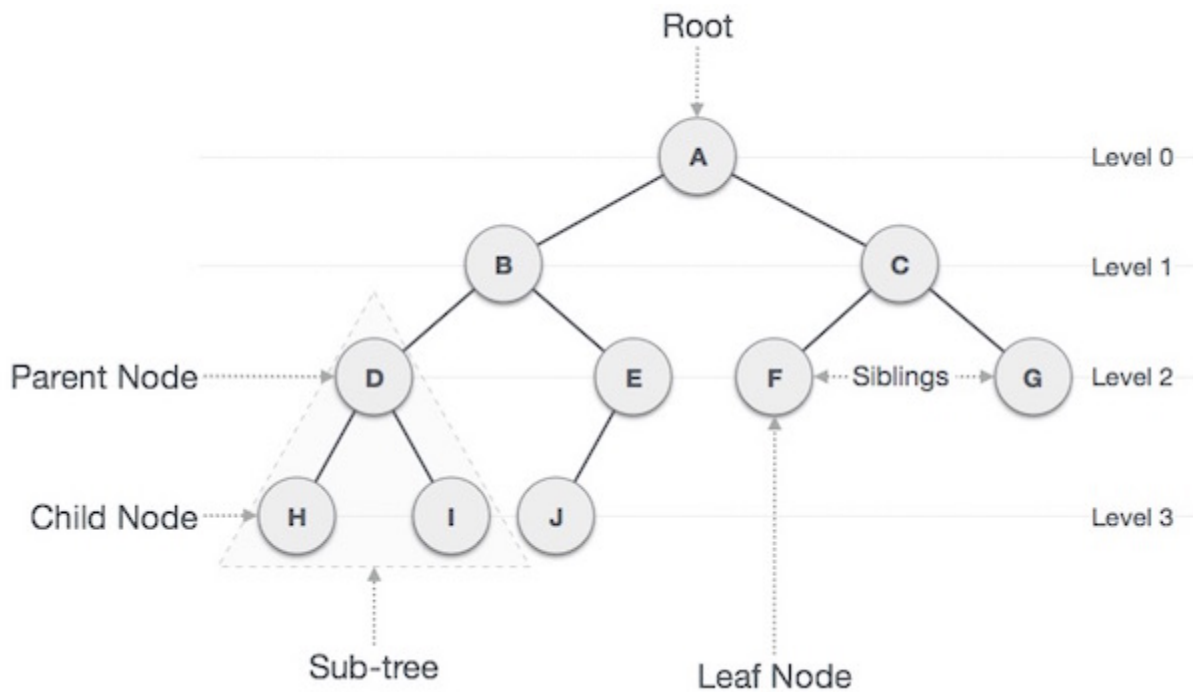 Root
A
Level 0
B
C
Level 1
Parent Node
D
E
F
Siblings
G
Level 2
Child Node
H
I
J
Level 3
Sub-tree
Leaf Node